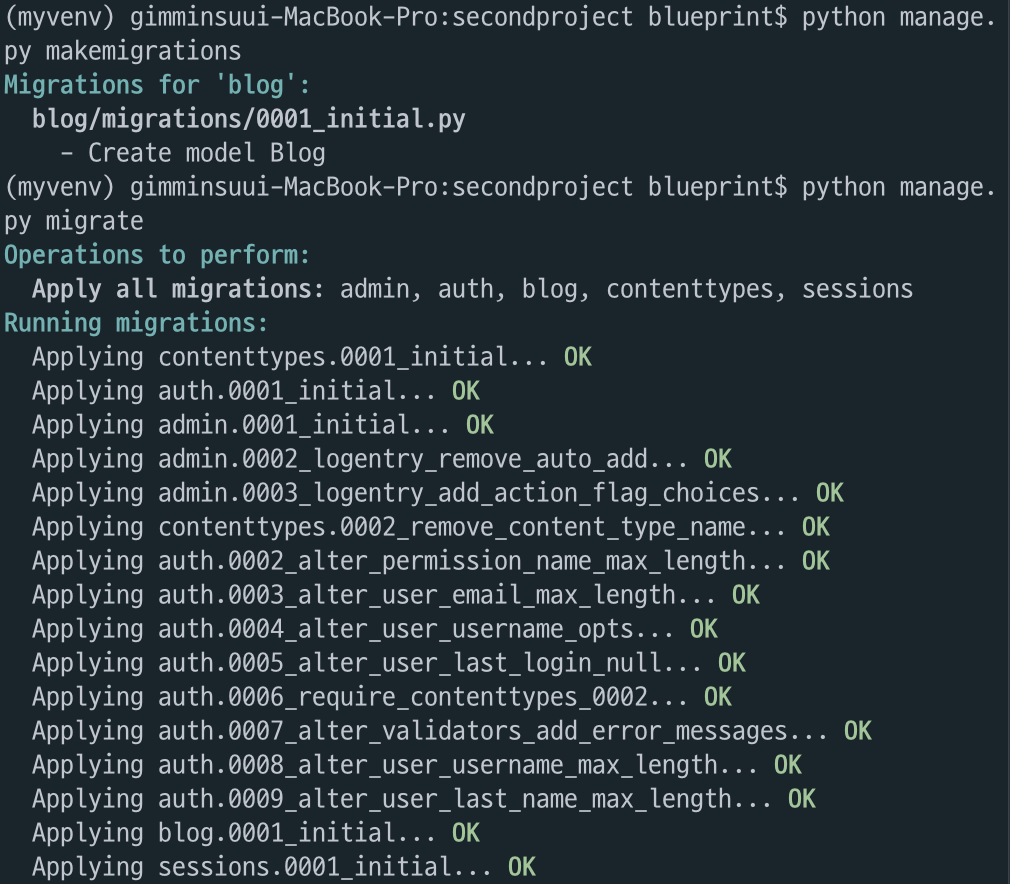 (myvenv) gimminsuui-MacBook-Pro:secondproject blueprint$ python manage.
py makemigrations
Migrations for 'blog':
  blog/migrations/0001_initial.py
    - Create model Blog
(myvenv) gimminsuui-MacBook-Pro:secondproject blueprint$ python manage.
py migrate
Operations to perform:
  Apply all migrations: admin, auth, blog, contenttypes, sessions
Running migrations:
  Applying contenttypes.0001_initial... OK
  Applying auth.0001_initial... OK
  Applying admin.0001_initial... OK
  Applying admin.0002_logentry_remove_auto_add... OK
  Applying admin.0003_logentry_add_action_flag_choices... OK
  Applying contenttypes.0002_remove_content_type_name... OK
  Applying auth.0002_alter_permission_name_max_length... OK
  Applying auth.0003_alter_user_email_max_length... OK
  Applying auth.0004_alter_user_username_opts... OK
  Applying auth.0005_alter_user_last_login_null... OK
  Applying auth.0006_require_contenttypes_0002... OK
  Applying auth.0007_alter_validators_add_error_messages... OK
  Applying auth.0008_alter_user_username_max_length... OK
  Applying auth.0009_alter_user_last_name_max_length... OK
  Applying blog.0001_initial... OK
  Applying sessions.0001_initial... OK